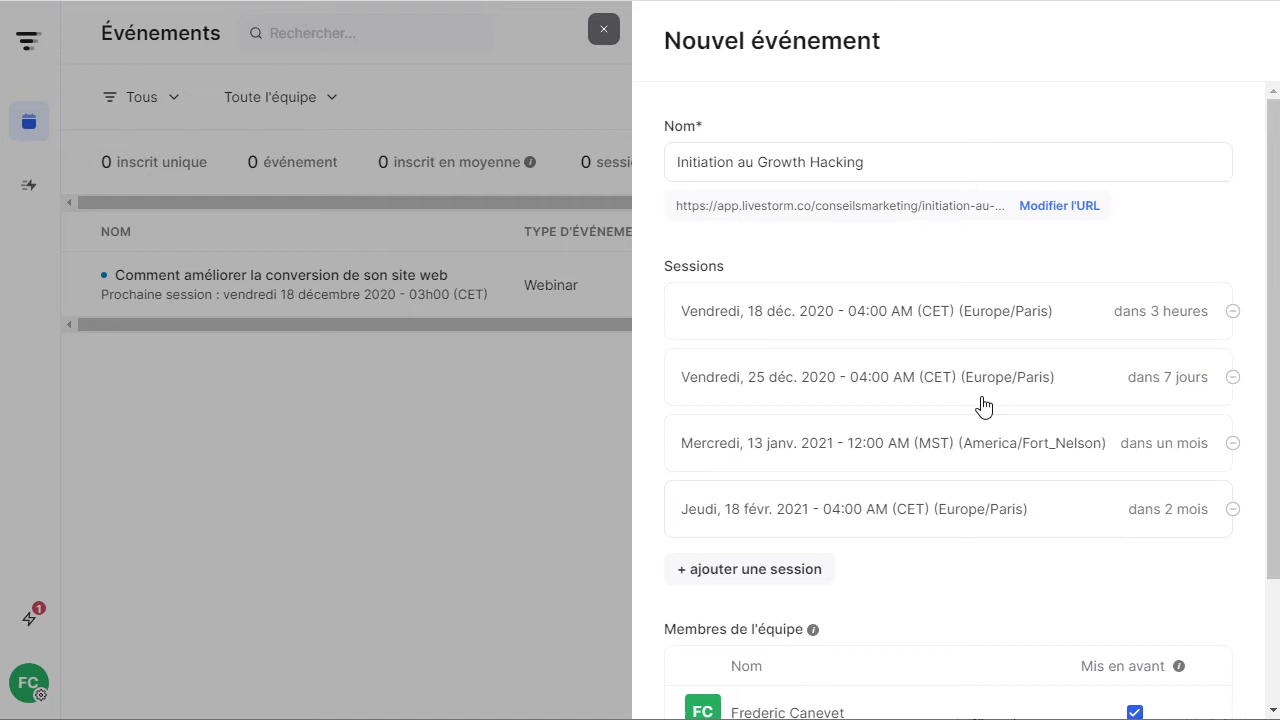 Événements
Rechercher...
×
Tous
Toute l'équipe
0 inscrit unique
0 événement
0 inscrit en moyenne
0 sessi
NOM
TYPE D'ÉVÉNEME
Comment améliorer la conversion de son site web
Prochaine session : vendredi 18 décembre 2020 - 03h00 (CET)
Webinar
1
FC
Nouvel événement
Nom*
Initiation au Growth Hacking
https://app.livestorm.co/conseilsmarketing/initiation-au-... Modifier l'URL
Sessions
Vendredi, 18 déc. 2020 - 04:00 AM (CET) (Europe/Paris) dans 3 heures
Vendredi, 25 déc. 2020 - 04:00 AM (CET) (Europe/Paris) dans 7 jours
Mercredi, 13 janv. 2021 - 12:00 AM (MST) (America/Fort_Nelson) dans un mois
Jeudi, 18 févr. 2021 - 04:00 AM (CET) (Europe/Paris) dans 2 mois
+ ajouter une session
Membres de l'équipe
Nom Mis en avant
FC Frederic Canevet